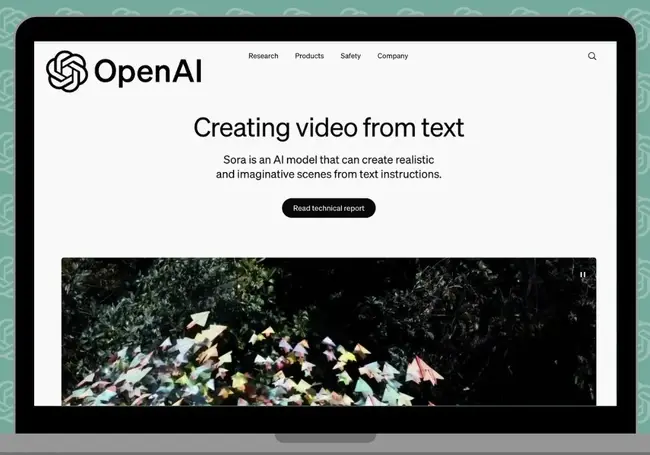 OpenAI
Research Products Safety Company
Creating video from text
Sora is an AI model that can create realistic
and imaginative scenes from text instructions.
Read technical report